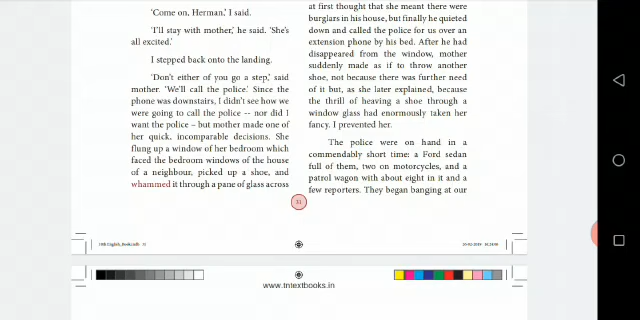 'Come on, Herman,' I said.
'I'll stay with mother,' he said. 'She's
all excited.'
I stepped back onto the landing.
'Don't either of you go a step,' said
mother. 'We'll call the police.' Since the
phone was downstairs, I didn't see how we
were going to call the police -- nor did I
want the police – but mother made one of
her quick, incomparable decisions. She
flung up a window of her bedroom which
faced the bedroom windows of the house
of a neighbour, picked up a shoe, and
whammed it through a pane of glass across
at first thought that she meant there were
burglars in his house, but finally he quieted
down and called the police for us over an
extension phone by his bed. After he had
disappeared from the window, mother
suddenly made as if to throw another
shoe, not because there was further need
of it but, as she later explained, because
the thrill of heaving a shoe through a
window glass had enormously taken her
fancy. I prevented her.
The police were on hand in a
commendably short time: a Ford sedan
full of them, two on motorcycles, and a
patrol wagon with about eight in it and a
few reporters. They began banging at our
31
www.tntextbooks.in